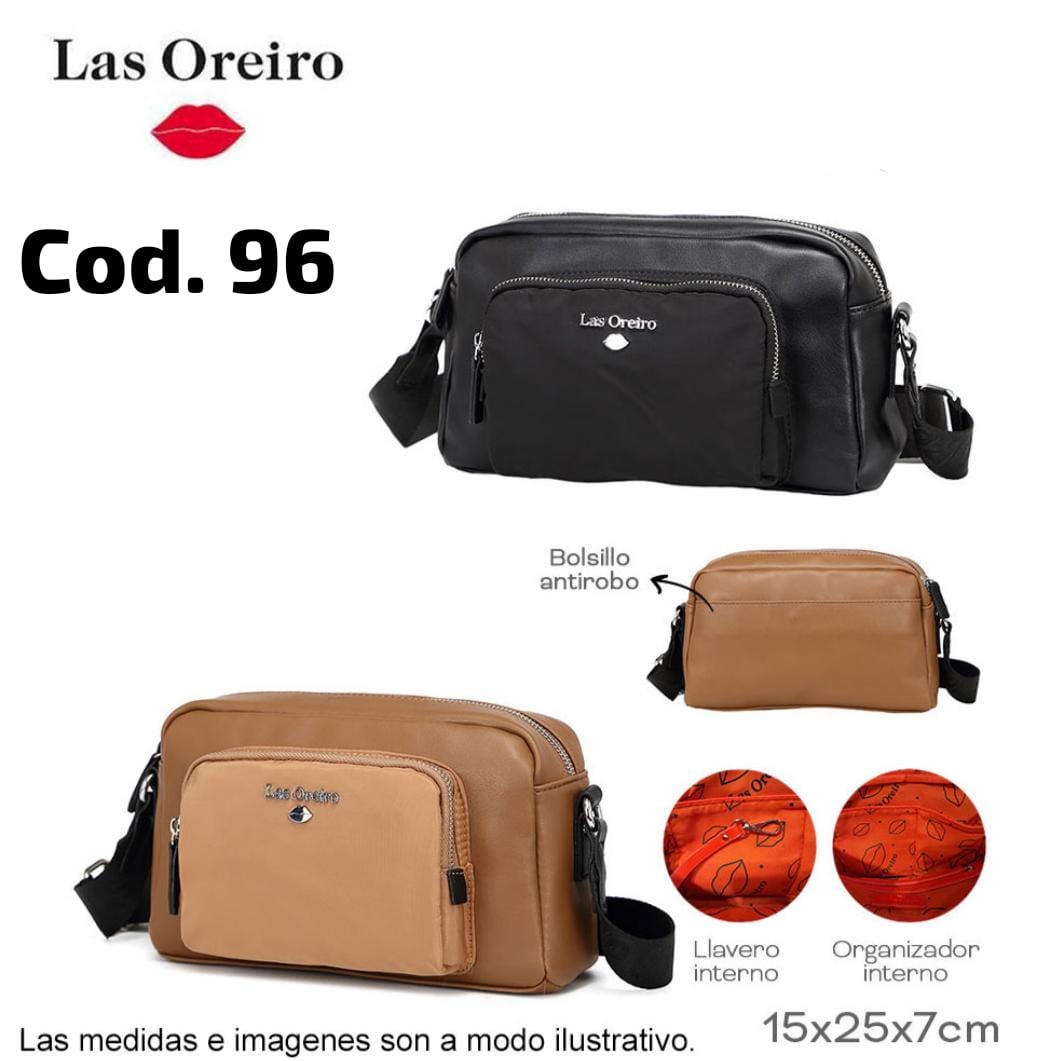 Las Oreiro
Cod. 96
Las Oreiro
Bolsillo
antirobo
Las Oreiro
Llavero
interno
Organizador
interno
15x25x7cm
Las medidas e imagenes son a modo ilustrativo.